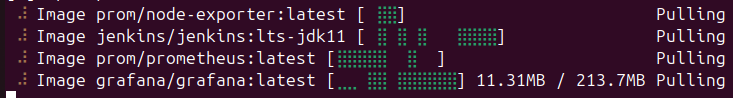 Image prom/node-exporter:latest [ ⣿⣿] Pulling
Image jenkins/jenkins:lts-jdk11 [ ⣿ ⣿ ⣿ ⣿⣿⣿⣿] Pulling
Image prom/prometheus:latest [⣿⣿⣿⣿⣿ ⣿ ] Pulling
Image grafana/grafana:latest [⣀⣀ ⣿⣿ ⣿⣿⣿⣿⣿⣿] 11.31MB / 213.7MB Pulling